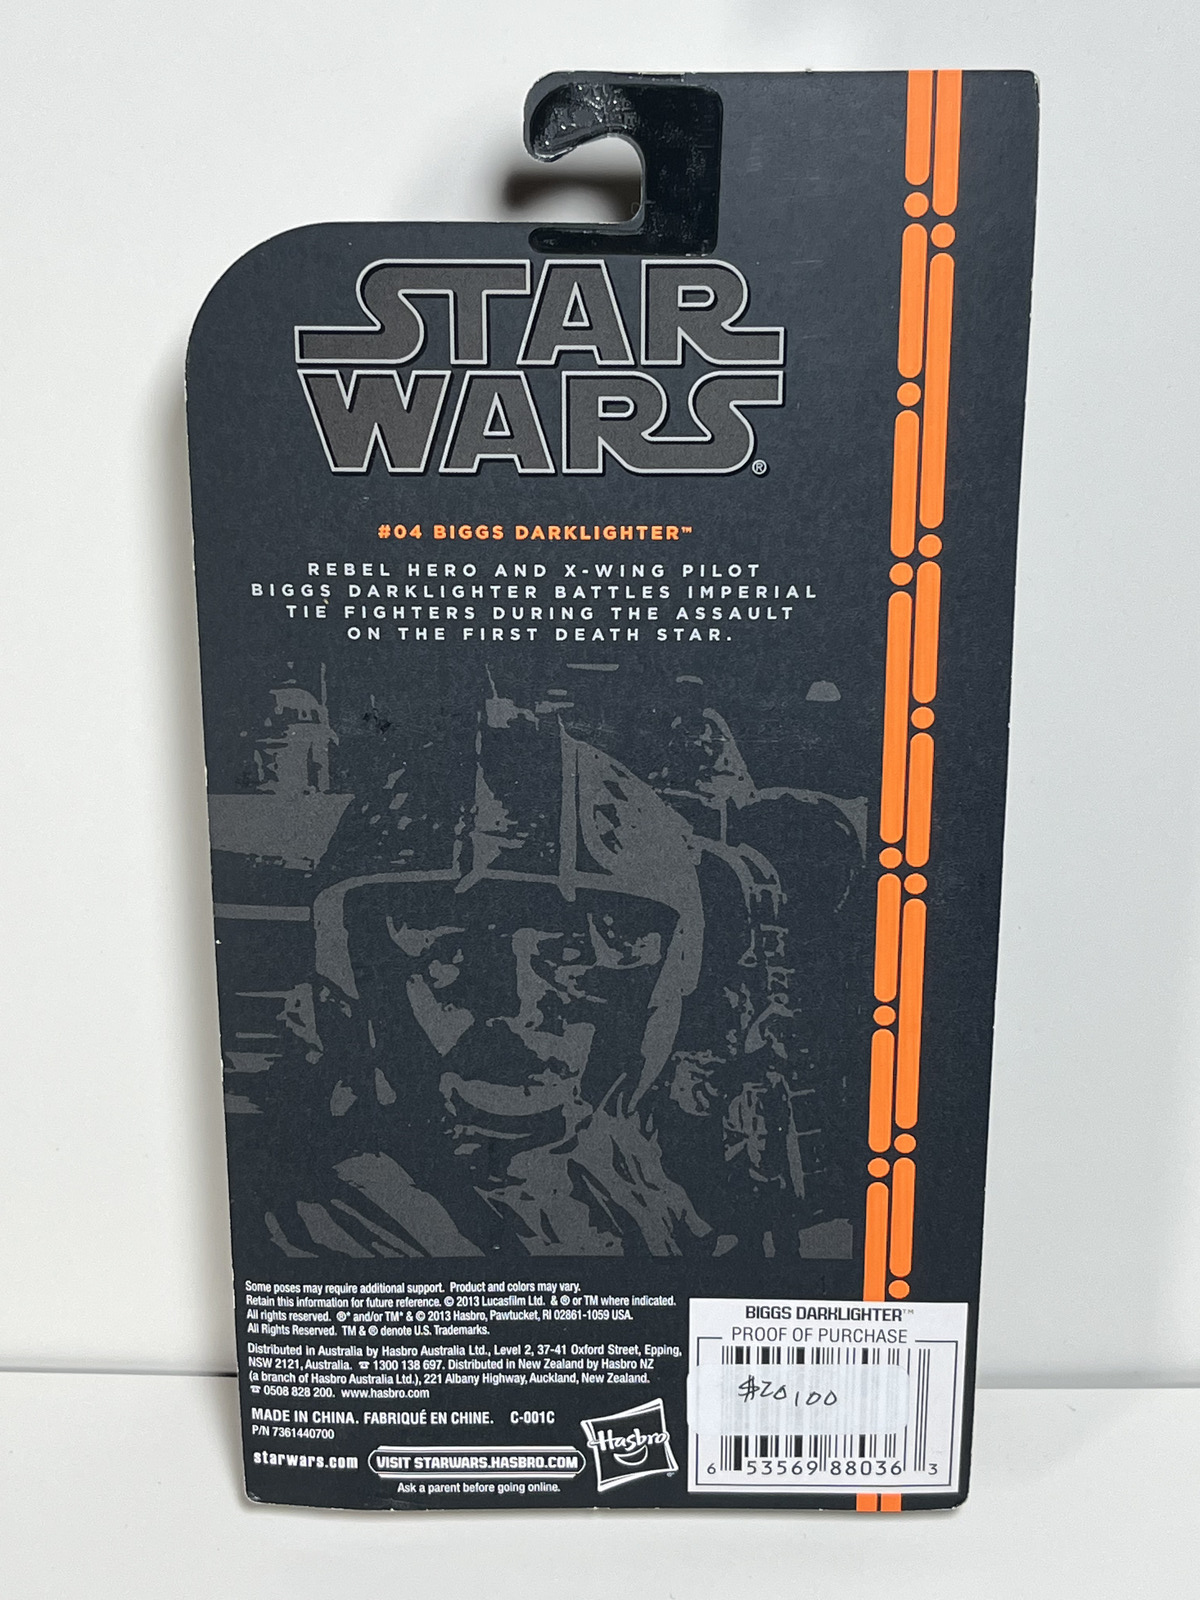 STAR
WARS®
#04 BIGGS DARKLIGHTER™
REBEL HERO AND X-WING PILOT
BIGGS DARKLIGHTER BATTLES IMPERIAL
TIE FIGHTERS DURING THE ASSAULT
ON THE FIRST DEATH STAR.
Some poses may require additional support. Product and colors may vary.
Retain this information for future reference. © 2013 Lucasfilm Ltd. & ® or TM where indicated.
All rights reserved. ®* and/or TM* & © 2013 Hasbro, Pawtucket, RI 02861-1059 USA.
All Rights Reserved. TM & ® denote U.S. Trademarks.
Distributed in Australia by Hasbro Australia Ltd., Level 2, 37-41 Oxford Street, Epping,
NSW 2121, Australia. ☎ 1300 138 697. Distributed in New Zealand by Hasbro NZ
(a branch of Hasbro Australia Ltd.), 221 Albany Highway, Auckland, New Zealand.
☎ 0508 828 200. www.hasbro.com
MADE IN CHINA. FABRIQUÉ EN CHINE. C-001C
P/N 7361440700
starwars.com VISIT STARWARS.HASBRO.COM
Ask a parent before going online.
Hasbro
BIGGS DARKLIGHTER™
PROOF OF PURCHASE
$20,00
6 53569 88036 3